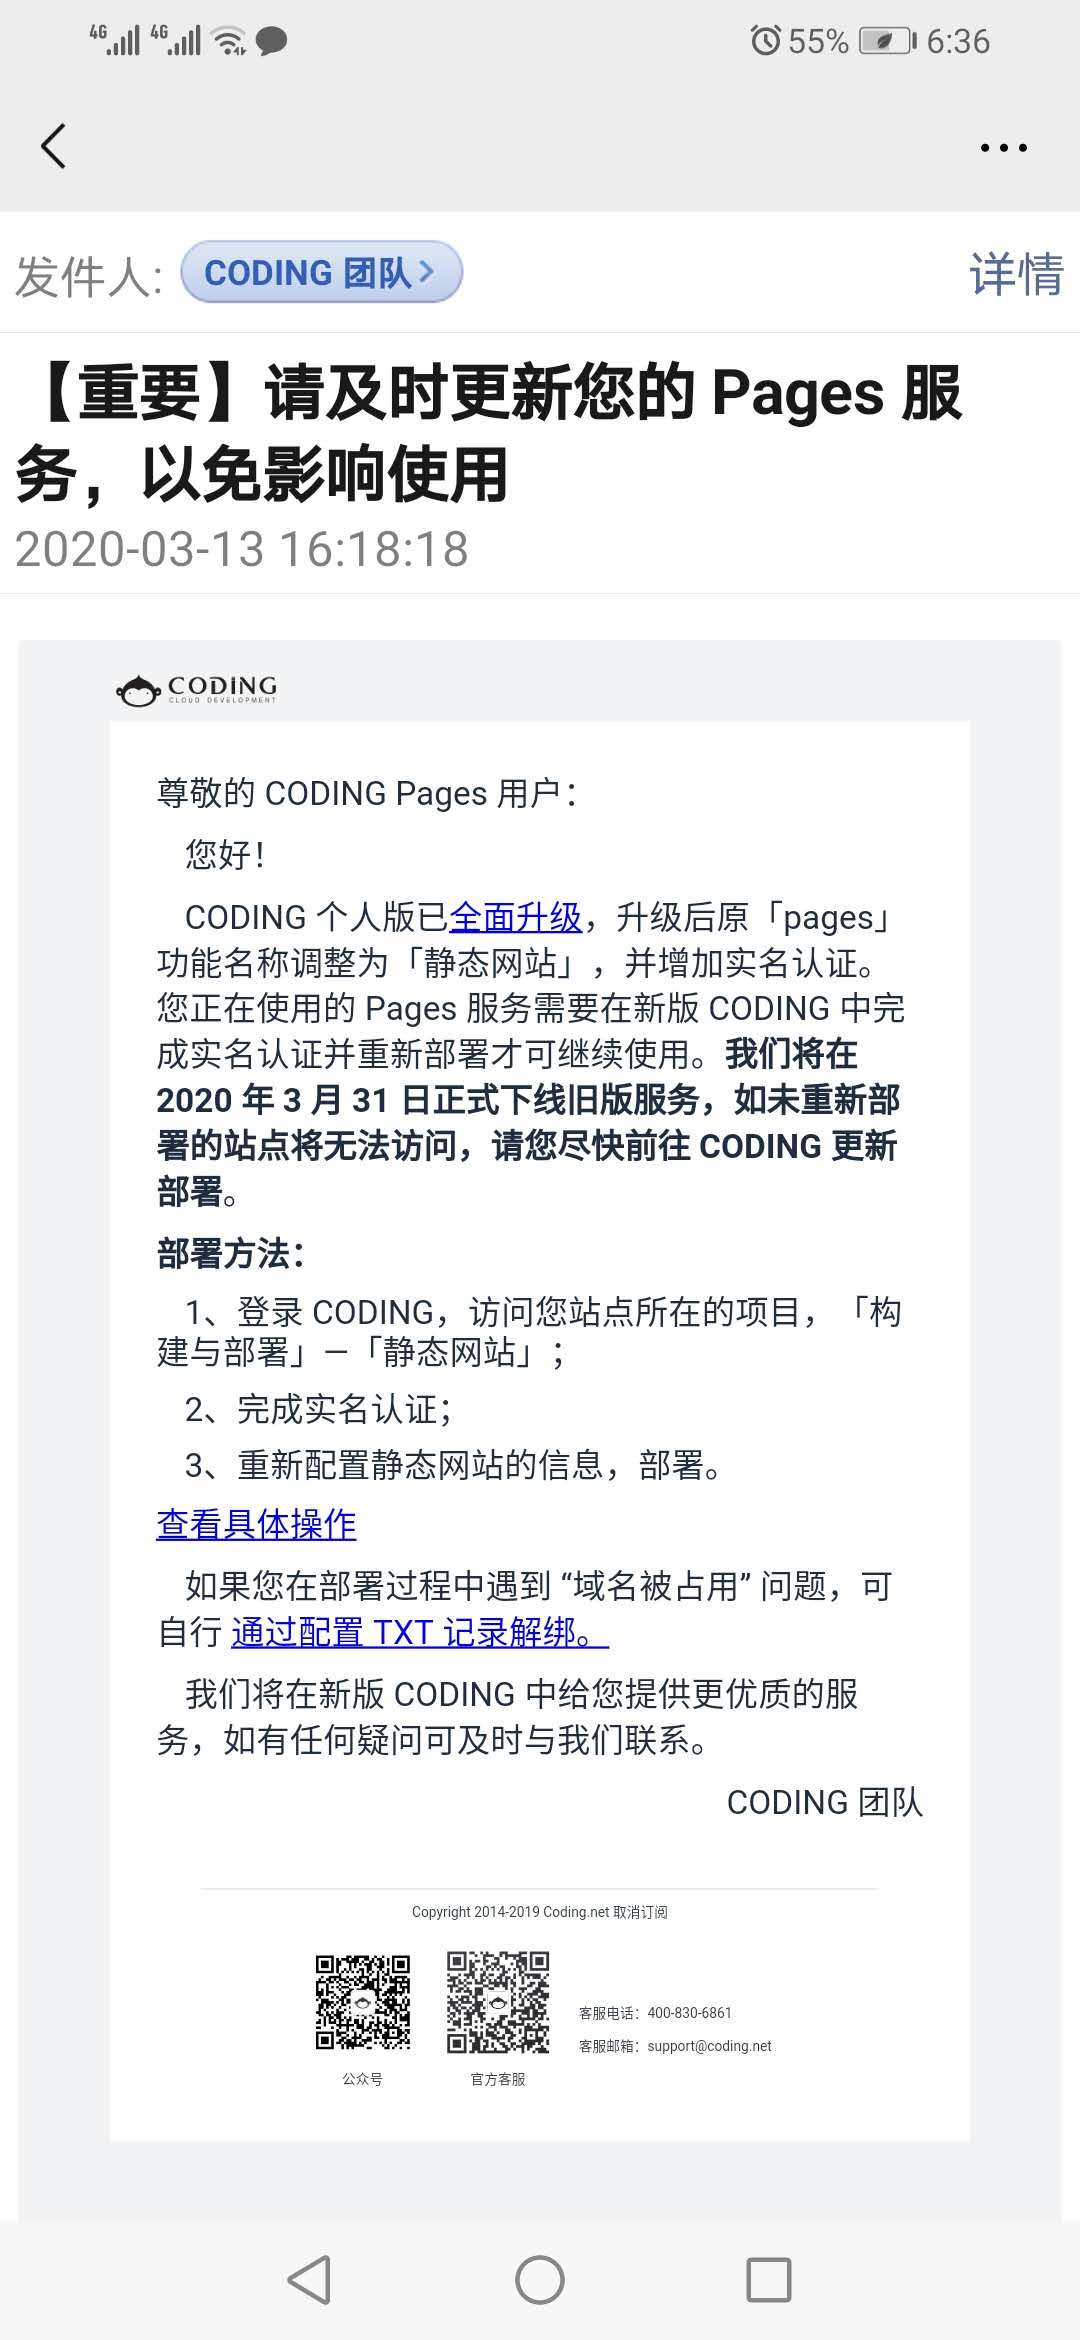 4G 4G 55% 6:36
发件人: CODING 团队 详情
【重要】请及时更新您的 Pages 服
务，以免影响使用
2020-03-13 16:18:18
CODING
CLOUD DEVELOPMENT
尊敬的 CODING Pages 用户：
您好！
CODING 个人版已全面升级，升级后原「pages」
功能名称调整为「静态网站」，并增加实名认证。
您正在使用的 Pages 服务需要在新版 CODING 中完
成实名认证并重新部署才可继续使用。我们将在
2020 年 3 月 31 日正式下线旧版服务，如未重新部
署的站点将无法访问，请您尽快前往 CODING 更新
部署。
部署方法：
1、登录 CODING，访问您站点所在的项目，「构
建与部署」–「静态网站」；
2、完成实名认证；
3、重新配置静态网站的信息，部署。
查看具体操作
如果您在部署过程中遇到 “域名被占用” 问题，可
自行 通过配置 TXT 记录解绑。
我们将在新版 CODING 中给您提供更优质的服
务，如有任何疑问可及时与我们联系。
CODING 团队
Copyright 2014-2019 Coding.net 取消订阅
客服电话：400-830-6861
客服邮箱：support@coding.net
公众号 官方客服